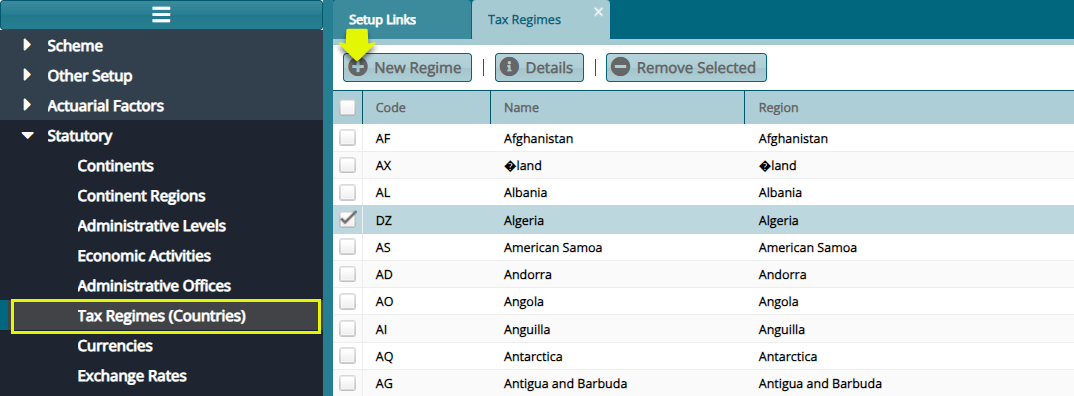 Scheme
Other Setup
Actuarial Factors
Statutory
Continents
Continent Regions
Administrative Levels
Economic Activities
Administrative Offices
Tax Regimes (Countries)
Currencies
Exchange Rates
Setup Links Tax Regimes
New Regime Details Remove Selected
Code Name Region
AF Afghanistan Afghanistan
AX �land �land
AL Albania Albania
DZ Algeria Algeria
AS American Samoa American Samoa
AD Andorra Andorra
AO Angola Angola
AI Anguilla Anguilla
AQ Antarctica Antarctica
AG Antigua and Barbuda Antigua and Barbuda